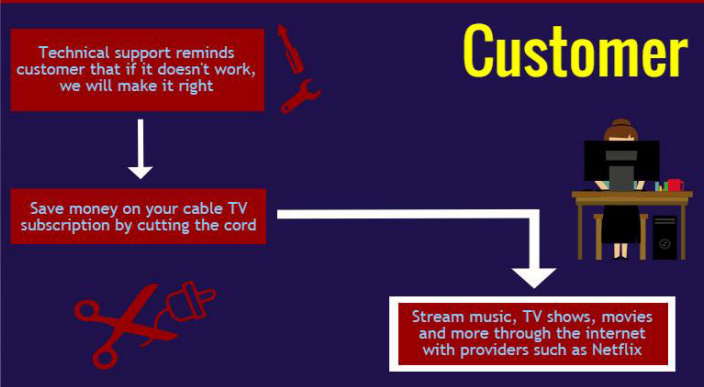 Customer
Technical support reminds
customer that if it doesn't work,
we will make it right
Save money on your cable TV
subscription by cutting the cord
Stream music, TV shows, movies
and more through the internet
with providers such as Netflix